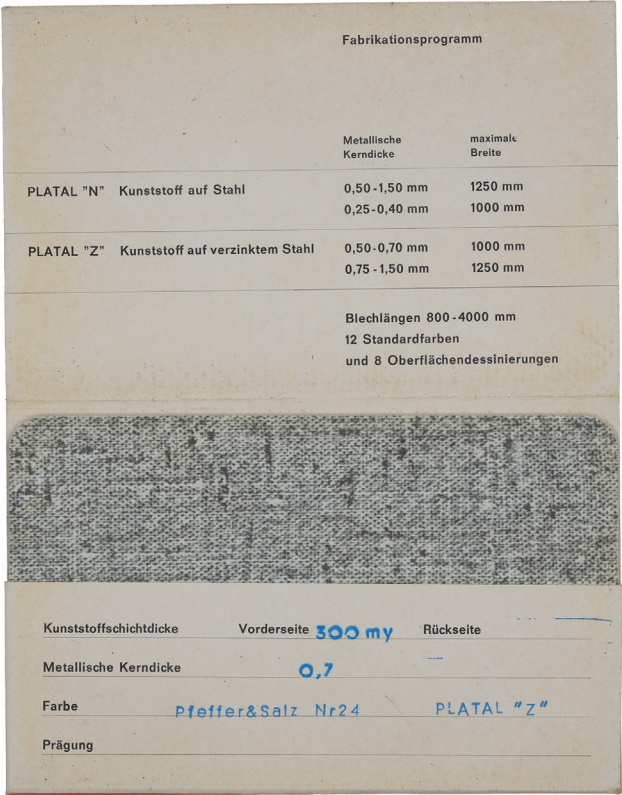 Fabrikationsprogramm
Metallische Kerndicke
maximale Breite
PLATAL "N" Kunststoff auf Stahl 0,50-1,50 mm 1250 mm
0,25-0,40 mm 1000 mm
PLATAL "Z" Kunststoff auf verzinktem Stahl 0,50-0,70 mm 1000 mm
0,75-1,50 mm 1250 mm
Blechlängen 800-4000 mm
12 Standardfarben
und 8 Oberflächendessinierungen
Kunststoffschichtdicke Vorderseite 300 my Rückseite
Metallische Kerndicke 0,7
Farbe Pfeffer&Salz Nr24 PLATAL "Z"
Prägung